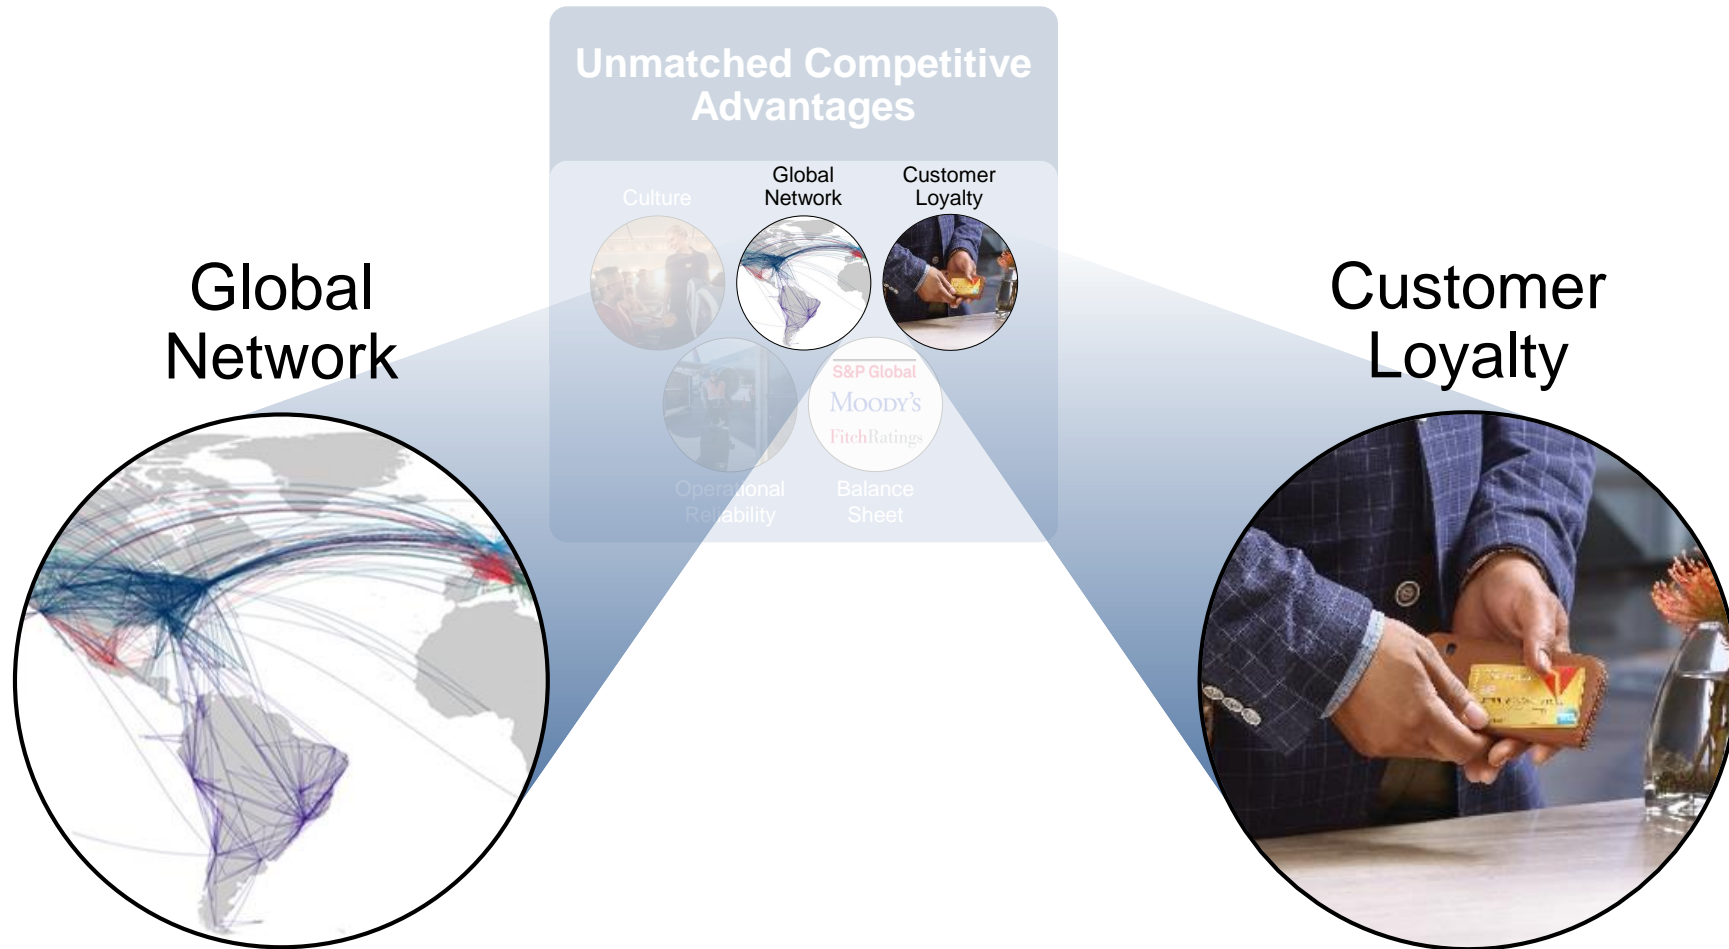 Unmatched Competitive
Advantages
Culture
Global
Network
Customer
Loyalty
S&P Global
MOODY'S
FitchRatings
Operational
Reliability
Balance
Sheet
Global
Network
Customer
Loyalty